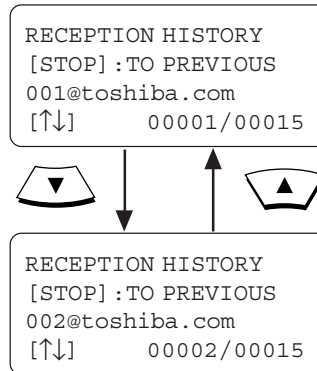 RECEPTION HISTORY
[STOP]:TO PREVIOUS
001@toshiba.com
[↑↓] 00001/00015
RECEPTION HISTORY
[STOP]:TO PREVIOUS
002@toshiba.com
[↑↓] 00002/00015